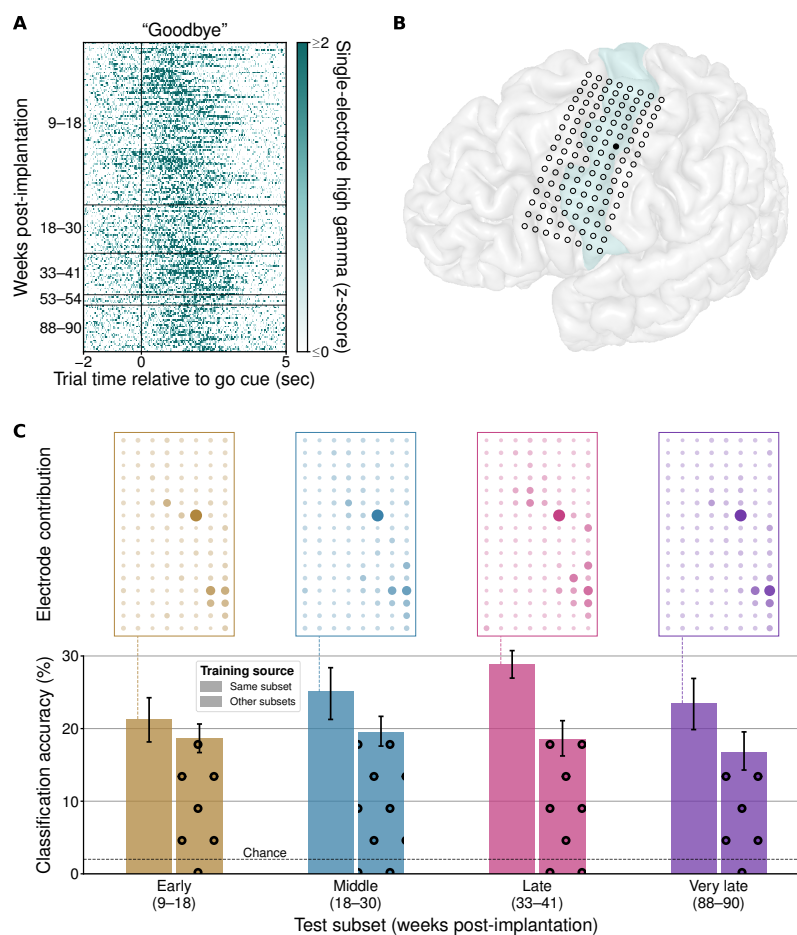 A
“Goodbye”
Weeks post-implantation
9–18
18–30
33–41
53–54
88–90
−2
0
5
Trial time relative to go cue (sec)
≥2
≤0
Single-electrode high gamma (z-score)
B
C
Electrode contribution
Classification accuracy (%)
30
20
10
0
Training source
Same subset
Other subsets
Chance
Early
(9–18)
Middle
(18–30)
Late
(33–41)
Very late
(88–90)
Test subset (weeks post-implantation)